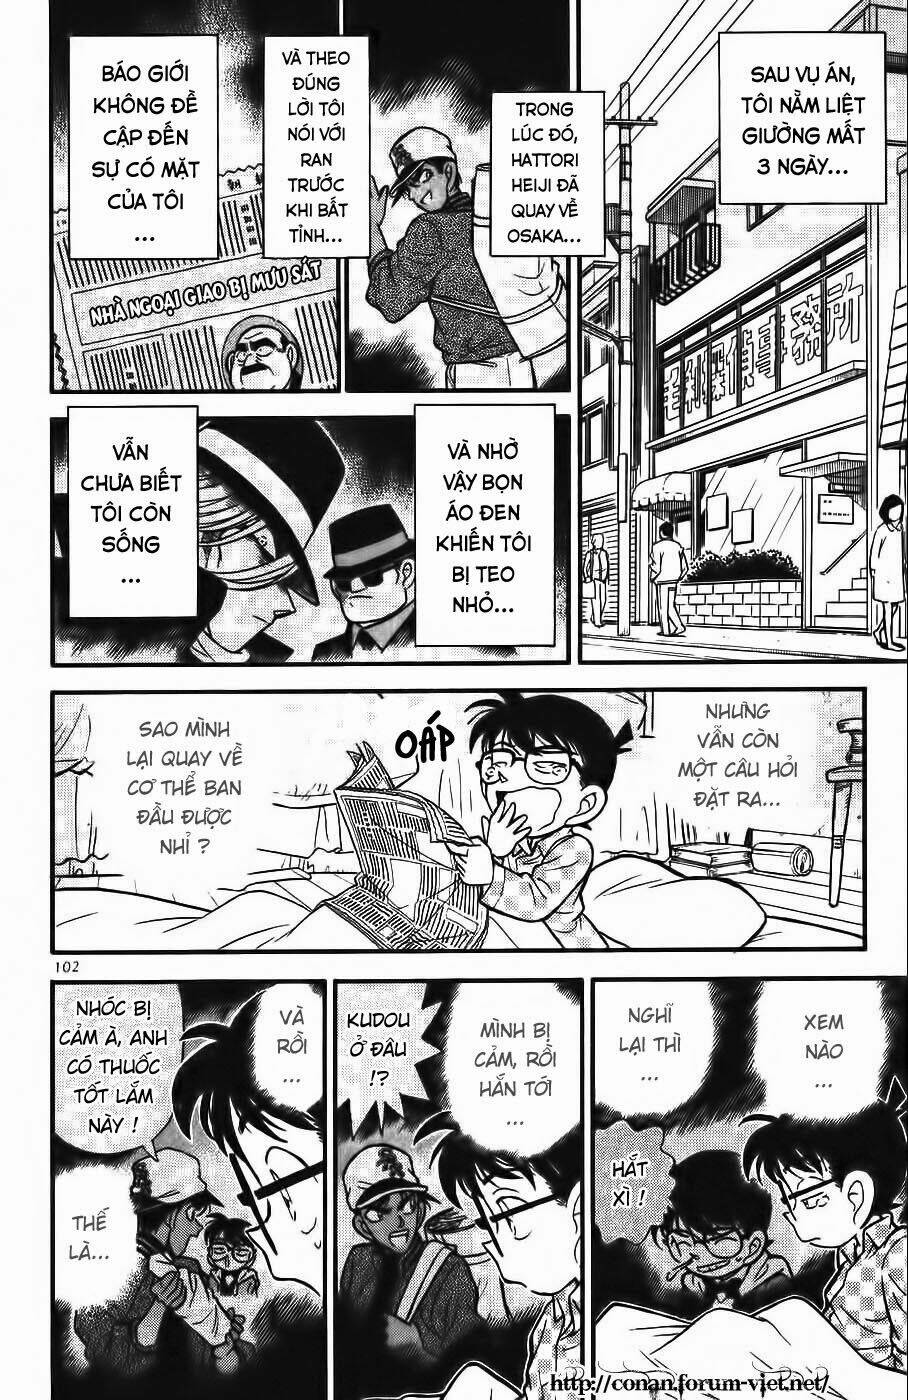 SAU VỤ ÁN,
TÔI NẰM LIỆT
GIƯỜNG MẤT
3 NGÀY...
毛利探偵事務所
TRONG
LÚC ĐÓ,
HATTORI
HEIJI ĐÃ
QUAY VỀ
OSAKA...
VÀ THEO
ĐÚNG
LỜI TÔI
NÓI VỚI
RAN
TRƯỚC
KHI BẤT
TỈNH...
BÁO GIỚI
KHÔNG ĐỀ
CẬP ĐẾN
SỰ CÓ MẶT
CỦA TÔI
...
NHÀ NGOẠI GIAO BỊ MƯU SÁT
VÀ NHỜ
VẬY BỌN
ÁO ĐEN
KHIẾN TÔI
BỊ TEO
NHỎ...
VẪN
CHƯA BIẾT
TÔI CÒN
SỐNG
...
NHƯNG
VẪN CÒN
MỘT CÂU HỎI
ĐẶT RA...
OÁP
SAO MÌNH
LẠI QUAY VỀ
CƠ THỂ BAN
ĐẦU ĐƯỢC
NHỈ ?
102
XEM
NÀO
...
NGHĨ
LẠI THÌ
...
HẮT
XÌ !
MÌNH BỊ
CẢM, RỒI
HẮN TỚI
...
KUDOU
Ở ĐÂU
!?
VÀ
RỒI
...
NHÓC BỊ
CẢM À, ANH
CÓ THUỐC
TỐT LẮM
NÀY !
THẾ
LÀ...
http://conan.forum-viet.net/